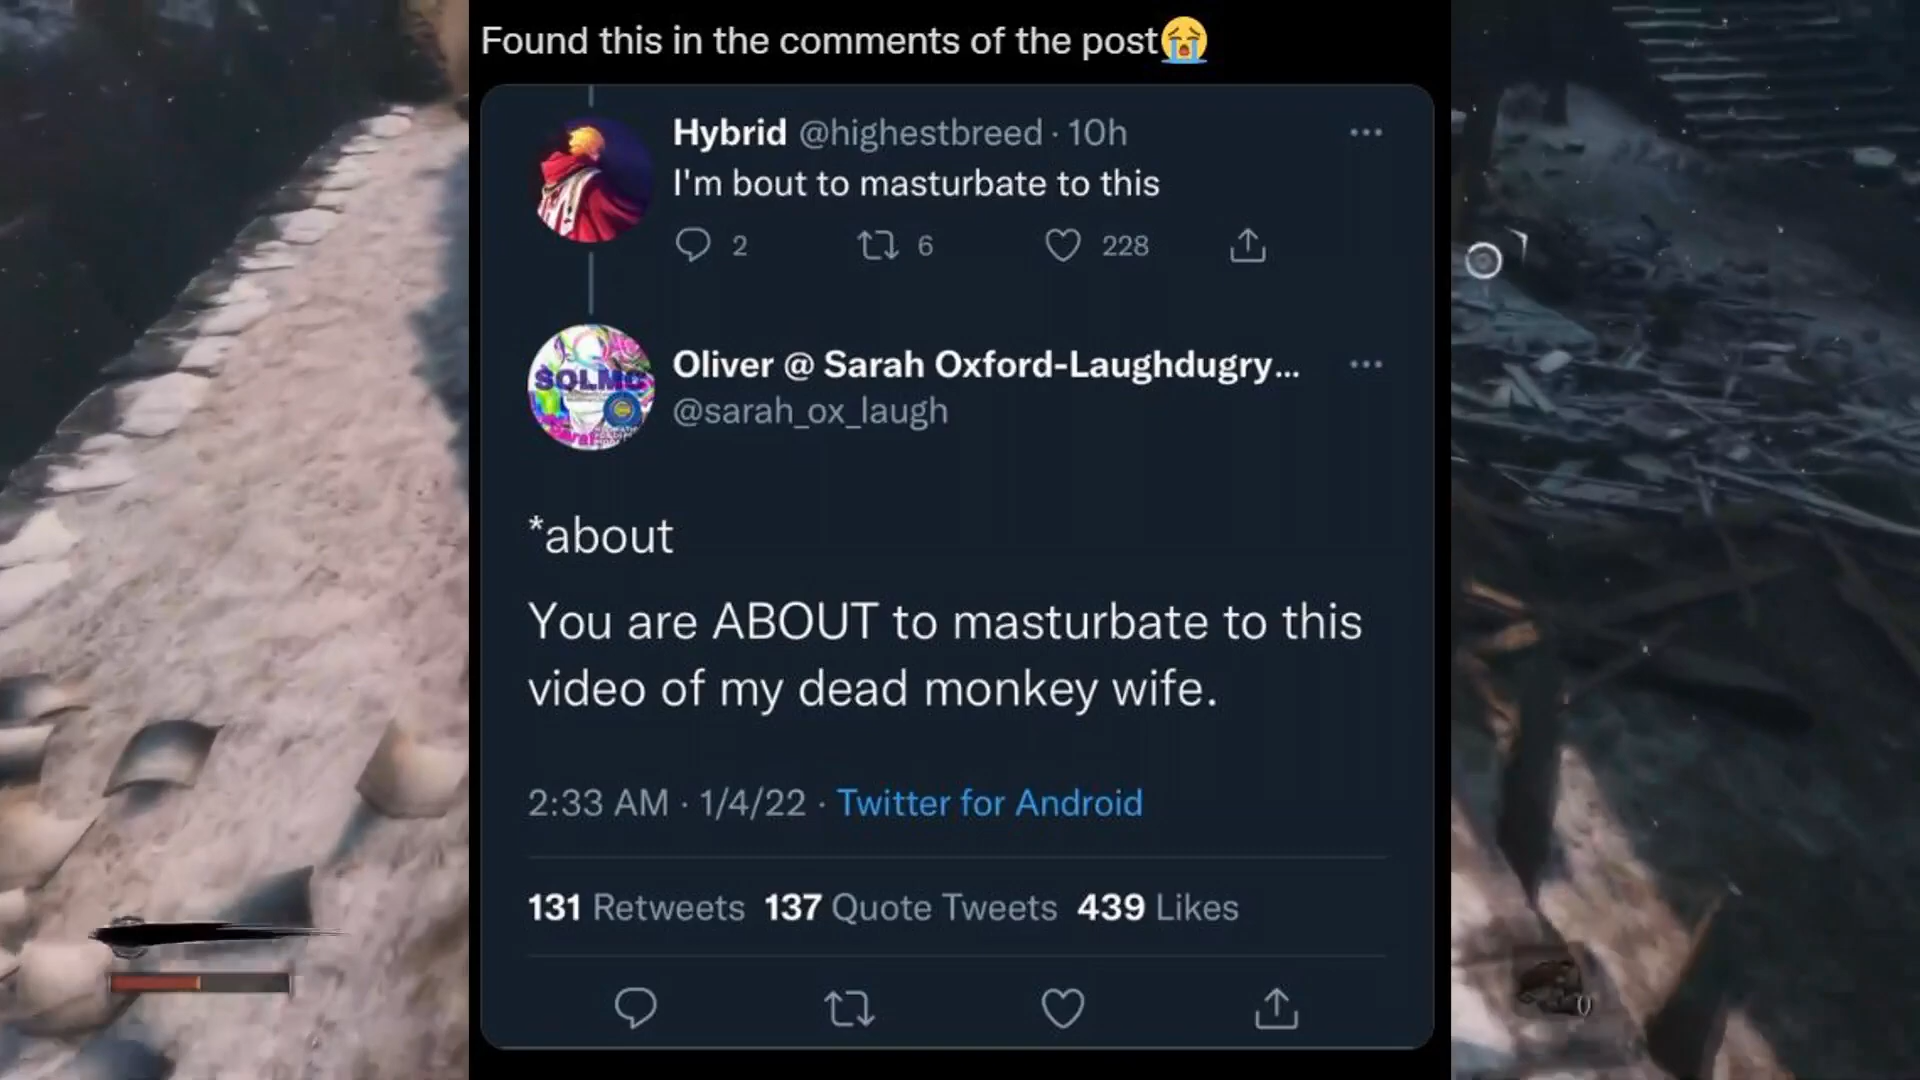 Found this in the comments of the post😭
Hybrid @highestbreed · 10h
I'm bout to masturbate to this
2 6 228
SOLMC
Oliver @ Sarah Oxford-Laughdugry...
@sarah_ox_laugh
*about
You are ABOUT to masturbate to this
video of my dead monkey wife.
2:33 AM · 1/4/22 · Twitter for Android
131 Retweets 137 Quote Tweets 439 Likes
0